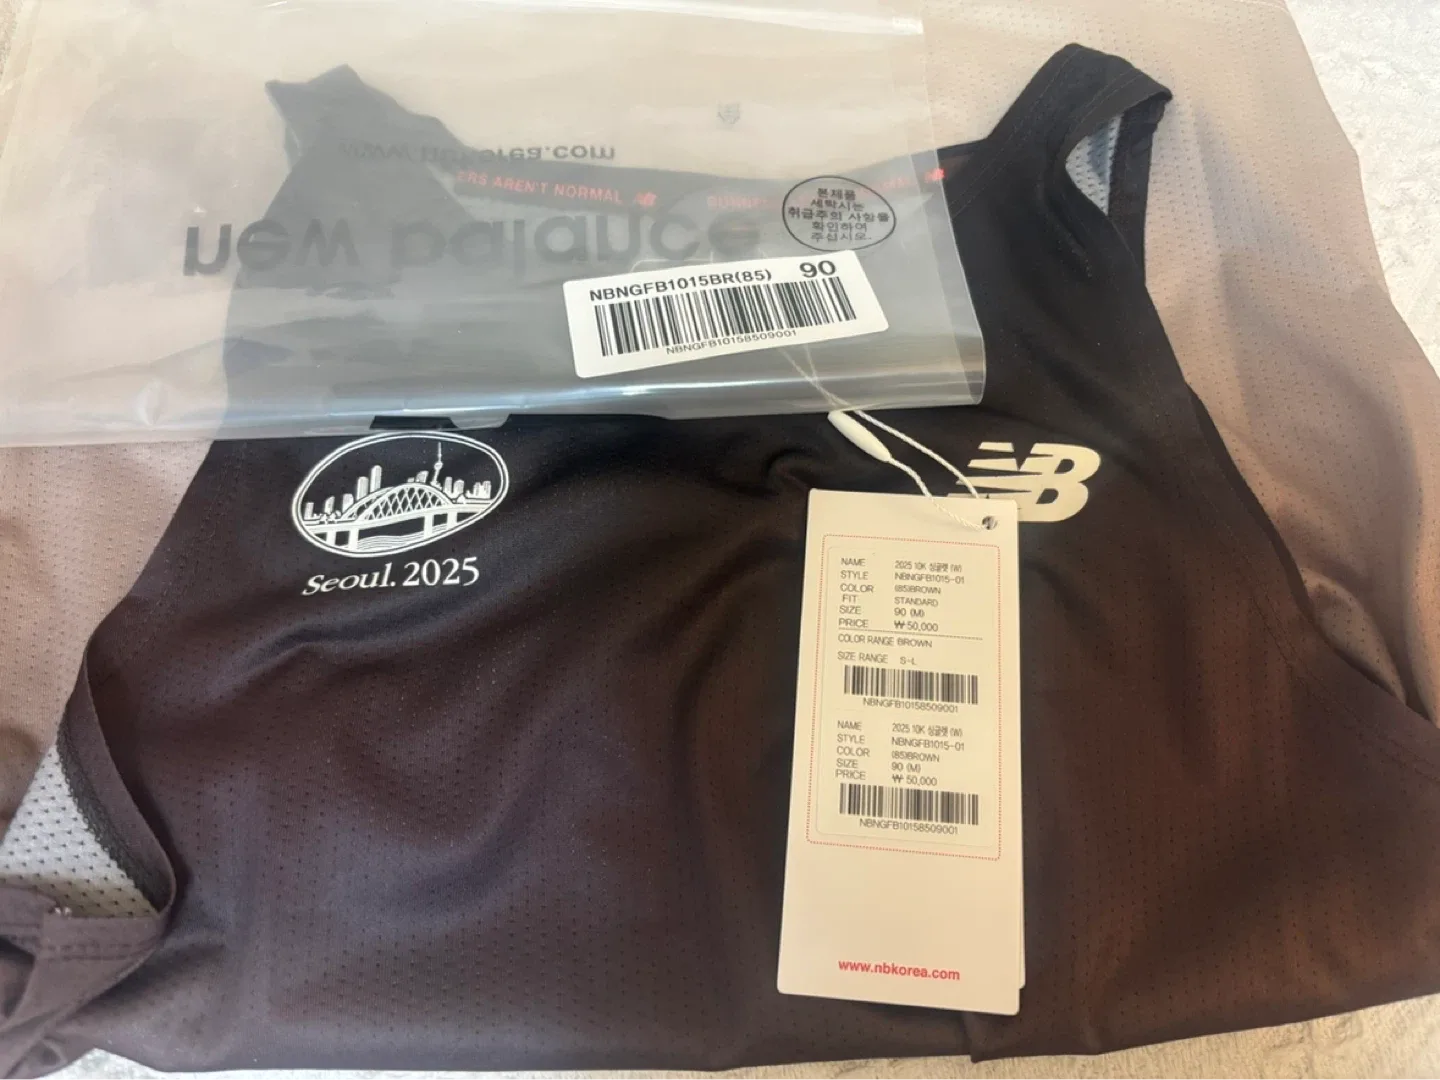 www.nbkorea.com
ERS AREN'T NORMAL
new balance
본제품
세탁시는
취급주의 사항을
확인하여
주십시오.
NBNGFB1015BR(85) 90
NBNGFB10158509001
Seoul. 2025
NB
NAME 2025 10K 싱글렛 (W)
STYLE NBNGFB1015-01
COLOR (85)BROWN
FIT STANDARD
SIZE 90 (M)
PRICE ₩ 50,000
COLOR RANGE BROWN
SIZE RANGE S-L
NBNGFB10158509001
NAME 2025 10K 싱글렛 (W)
STYLE NBNGFB1015-01
COLOR (85)BROWN
SIZE 90 (M)
PRICE ₩ 50,000
NBNGFB10158509001
www.nbkorea.com